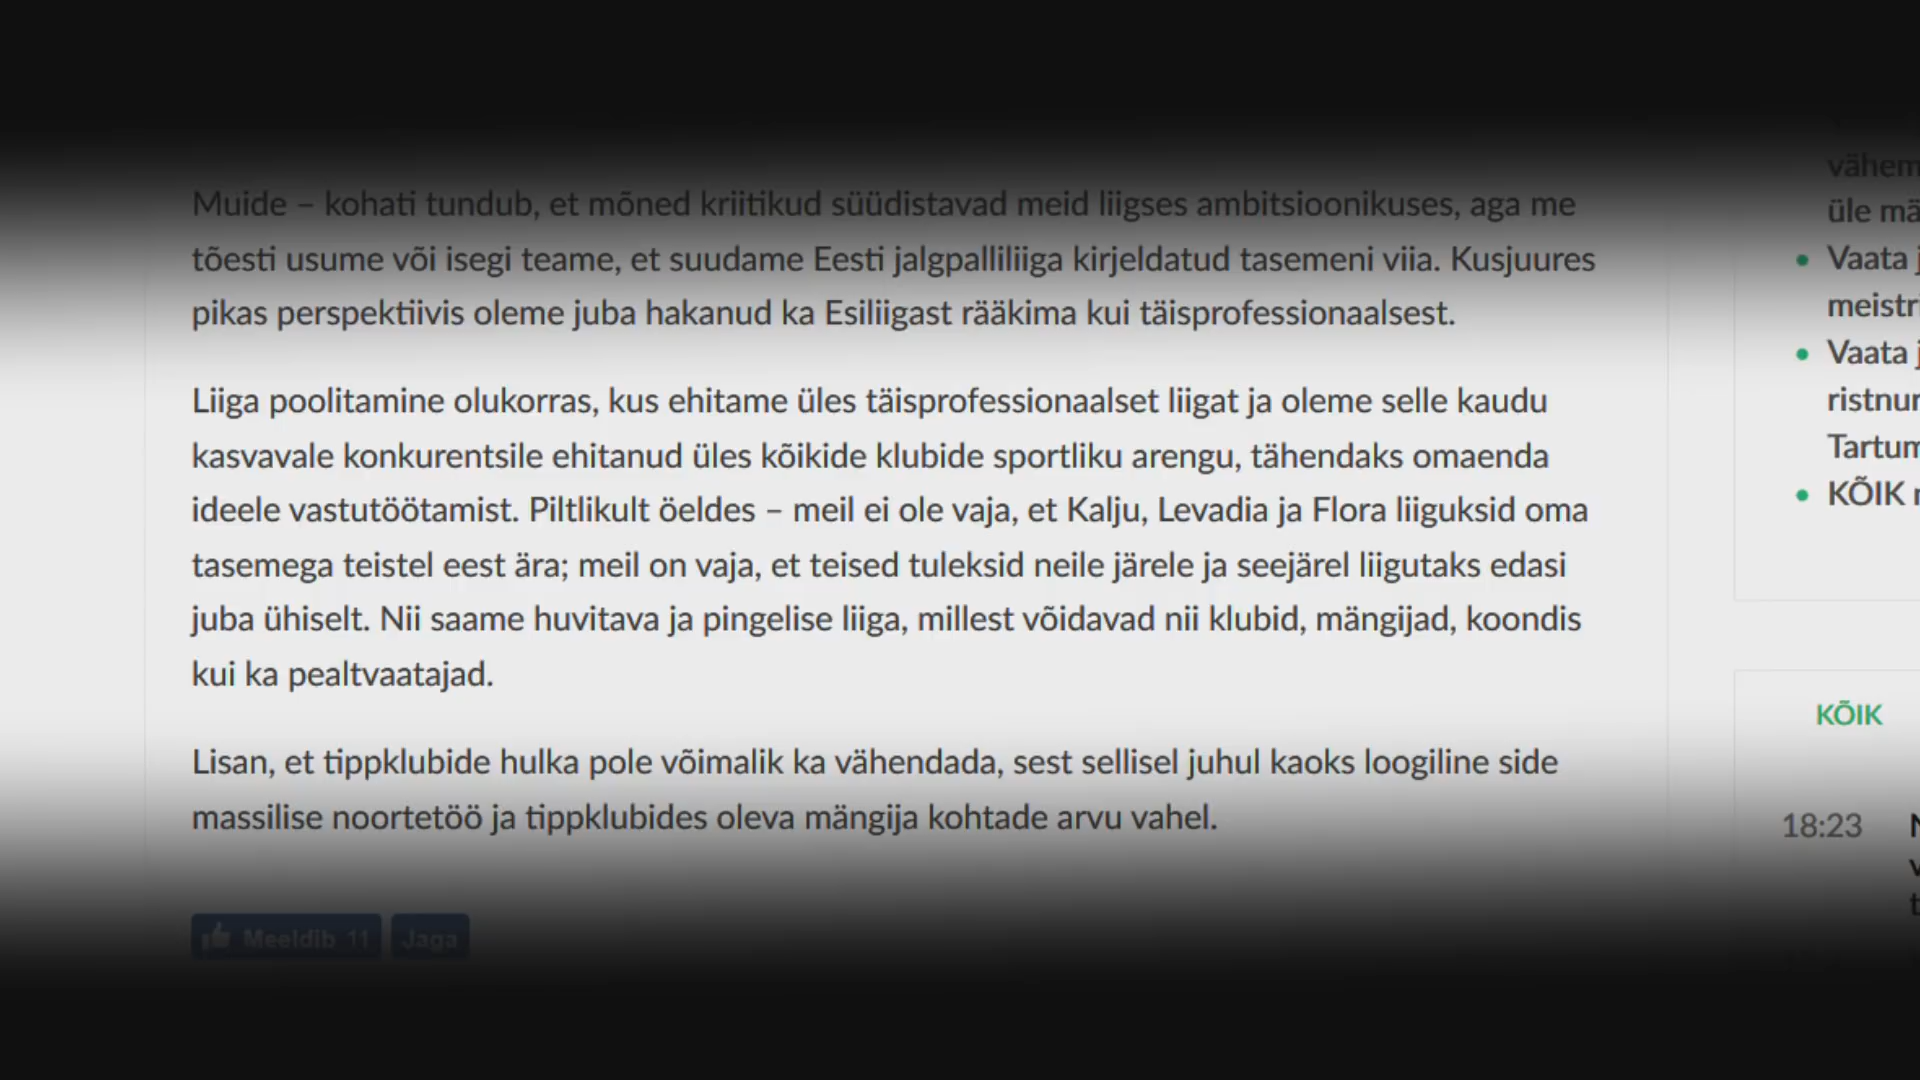 Muide – kohati tundub, et mõned kriitikud süüdistavad meid liigses ambitsioonikuses, aga me
tõesti usume või isegi teame, et suudame Eesti jalgpalliliiga kirjeldatud tasemeni viia. Kusjuures
pikas perspektiivis oleme juba hakanud ka Esiliigast rääkima kui täisprofessionaalsest.
Liiga poolitamine olukorras, kus ehitame üles täisprofessionaalset liigat ja oleme selle kaudu
kasvavale konkurentsile ehitanud üles kõikide klubide sportliku arengu, tähendaks omaenda
ideele vastutöötamist. Piltlikult öeldes – meil ei ole vaja, et Kalju, Levadia ja Flora liiguksid oma
tasemega teistel eest ära; meil on vaja, et teised tuleksid neile järele ja seejärel liigutaks edasi
juba ühiselt. Nii saame huvitava ja pingelise liiga, millest võidavad nii klubid, mängijad, koondis
kui ka pealtvaatajad.
Lisan, et tippklubide hulka pole võimalik ka vähendada, sest sellisel juhul kaoks loogiline side
massilise noortetöö ja tippklubides oleva mängija kohtade arvu vahel.
Meeldib 11 Jaga
vähem
üle mä
Vaata j
meistri
Vaata j
ristnur
Tartum
KÕIK
KÕIK
18:23